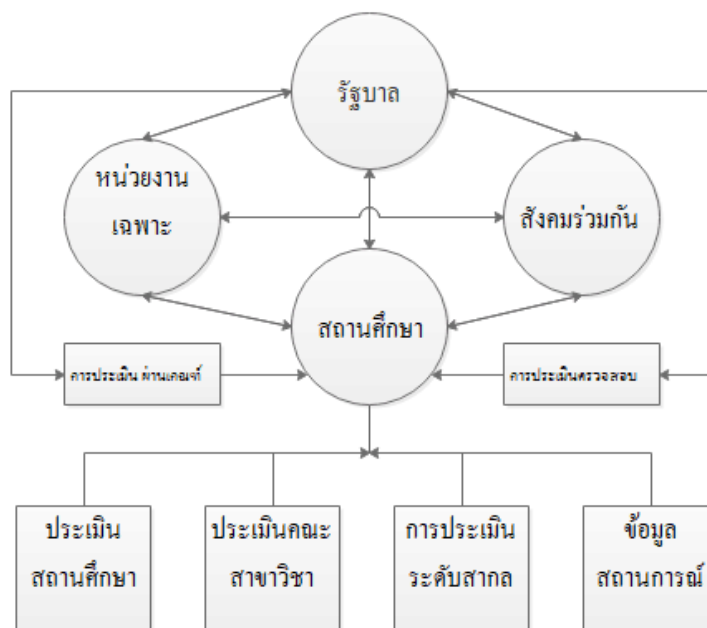 รัฐบาล
หน่วยงาน
เฉพาะ
สังคมร่วมกัน
สถานศึกษา
การประเมิน ผ่านเกณฑ์
การประเมินตรวจสอบ
ประเมิน
สถานศึกษา
ประเมินคณะ
สาขาวิชา
การประเมิน
ระดับสากล
ข้อมูล
สถานการณ์